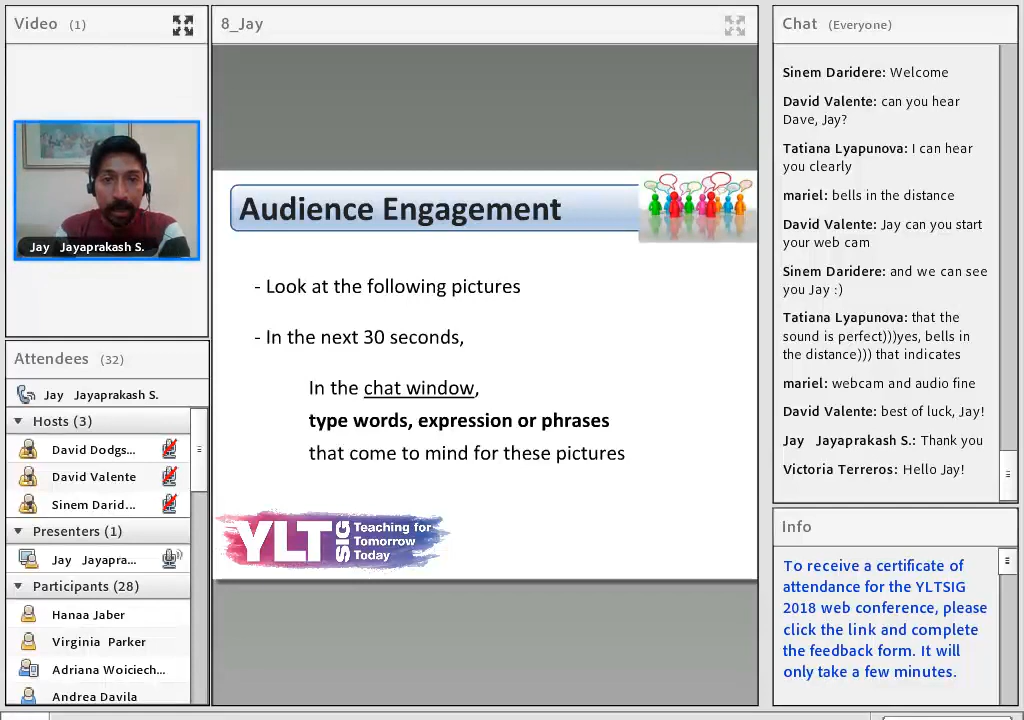 Video (1)
Jay Jayaprakash S.
Attendees (32)
Jay Jayaprakash S.
Hosts (3)
David Dodgs...
David Valente
Sinem Darid...
Presenters (1)
Jay Jayapra...
Participants (28)
Hanaa Jaber
Virginia Parker
Adriana Woiciech...
Andrea Davila
8_Jay
Audience Engagement
- Look at the following pictures
- In the next 30 seconds,
In the chat window,
type words, expression or phrases
that come to mind for these pictures
YLT SIG Teaching for
Tomorrow
Today
Chat (Everyone)
Sinem Daridere: Welcome
David Valente: can you hear
Dave, Jay?
Tatiana Lyapunova: I can hear
you clearly
mariel: bells in the distance
David Valente: Jay can you start
your web cam
Sinem Daridere: and we can see
you Jay :)
Tatiana Lyapunova: that the
sound is perfect)))yes, bells in
the distance))) that indicates
mariel: webcam and audio fine
David Valente: best of luck, Jay!
Jay Jayaprakash S.: Thank you
Victoria Terreros: Hello Jay!
Info
To receive a certificate of
attendance for the YLTSIG
2018 web conference, please
click the link and complete
the feedback form. It will
only take a few minutes.